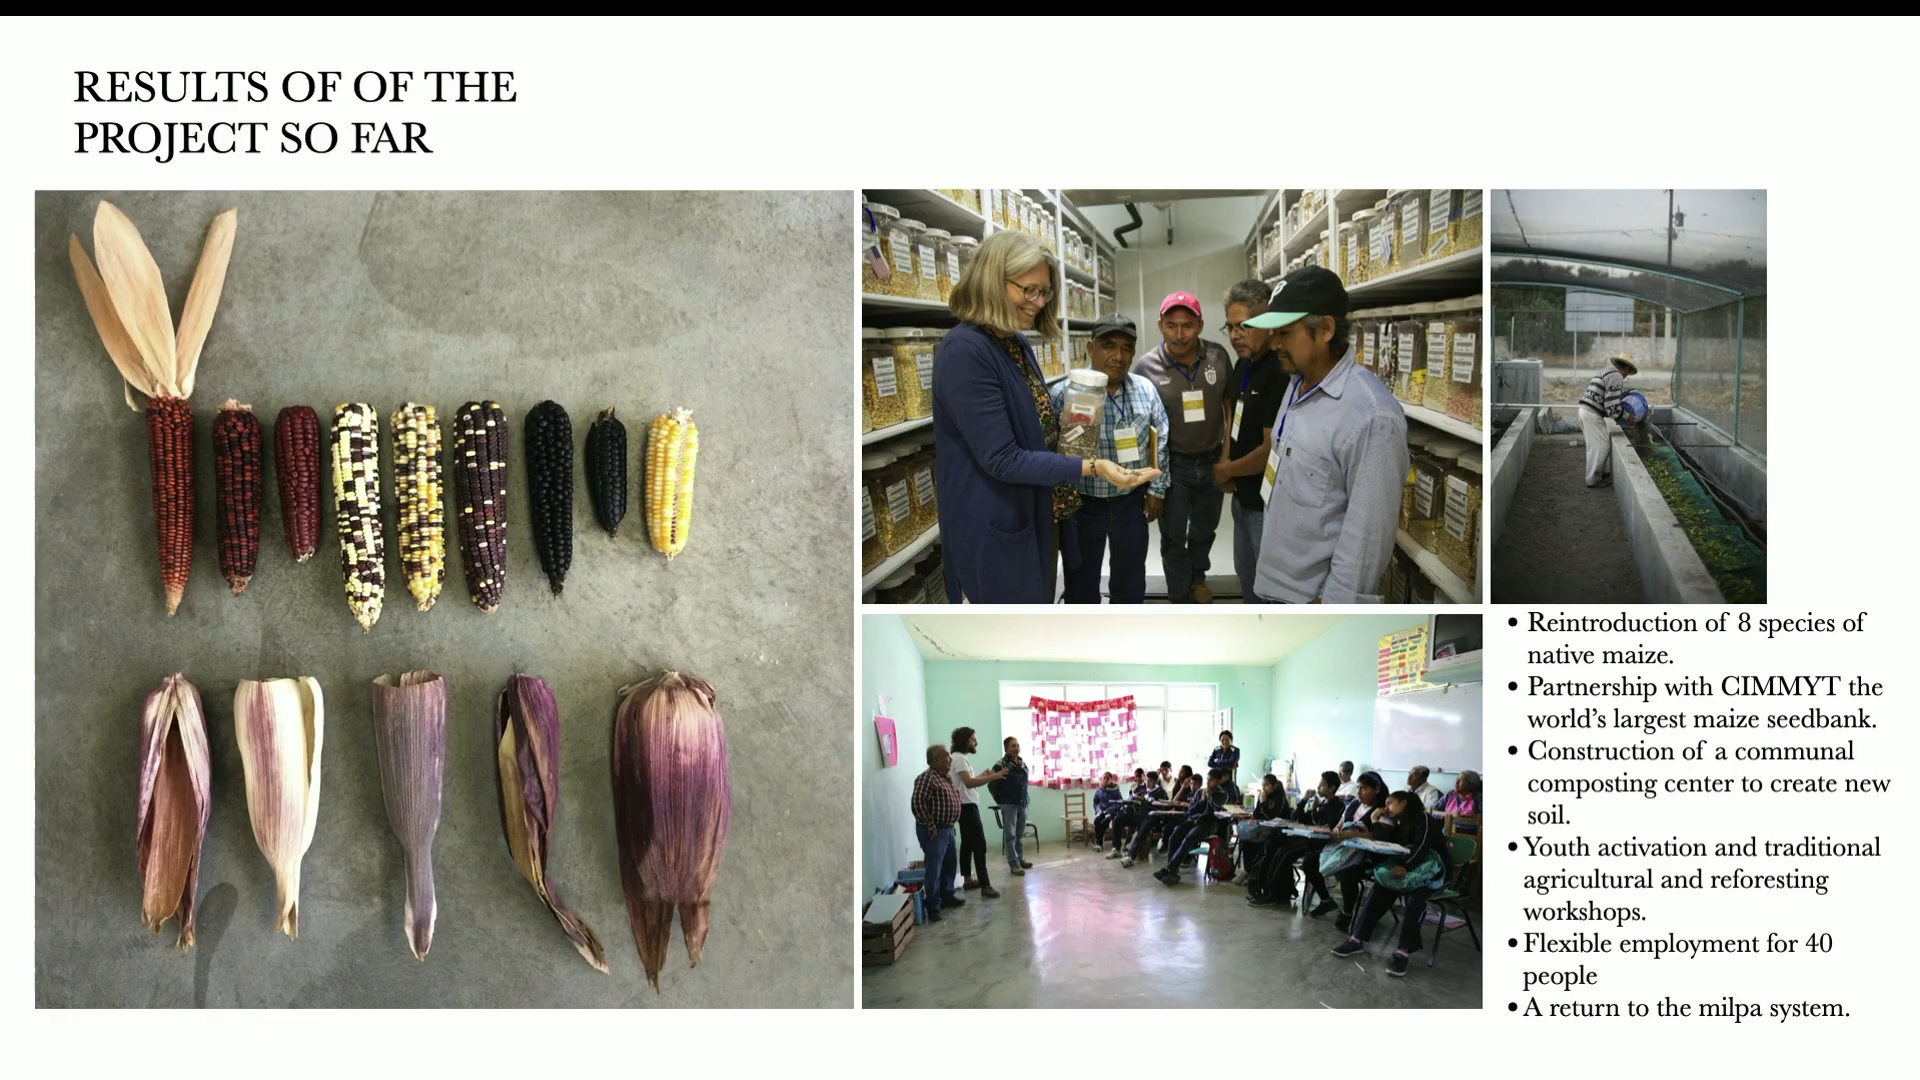 RESULTS OF OF THE
PROJECT SO FAR
• Reintroduction of 8 species of
native maize.
• Partnership with CIMMYT the
world's largest maize seedbank.
• Construction of a communal
composting center to create new
soil.
• Youth activation and traditional
agricultural and reforesting
workshops.
• Flexible employment for 40
people
• A return to the milpa system.